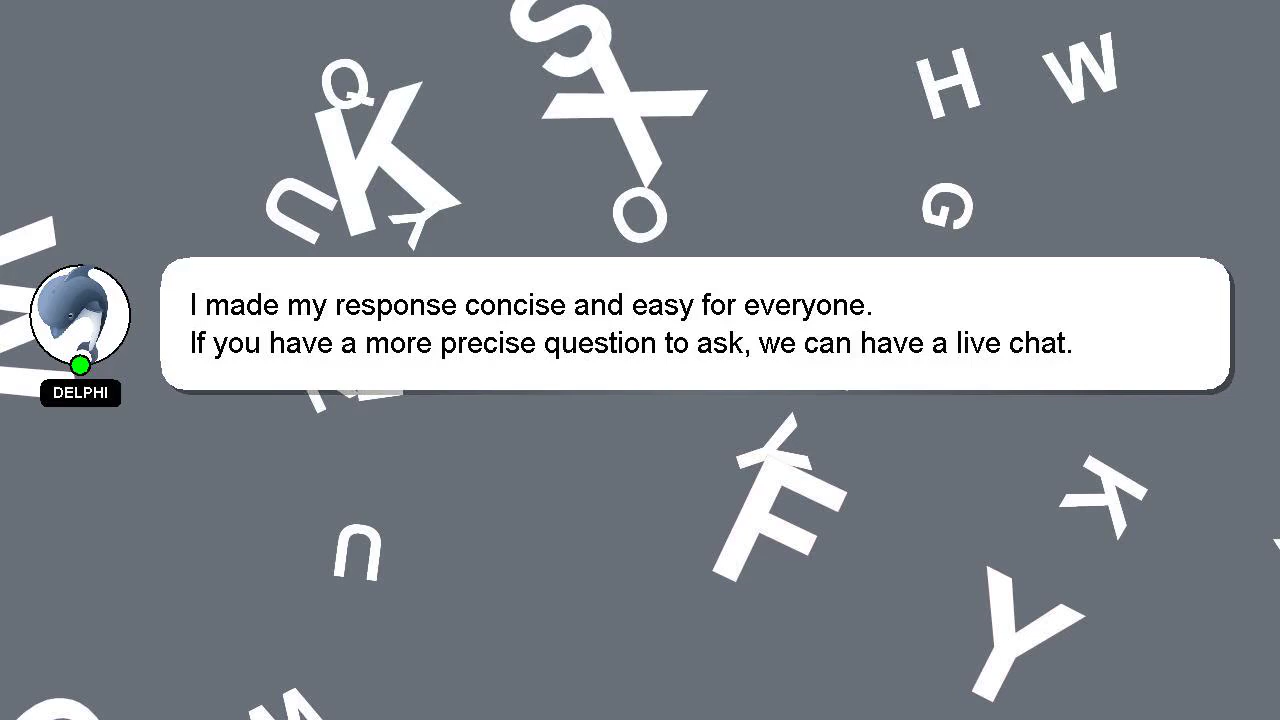 S
Q
H
W
K
X
U
Y
O
G
I made my response concise and easy for everyone.
If you have a more precise question to ask, we can have a live chat.
DELPHI
K
F
K
U
Y